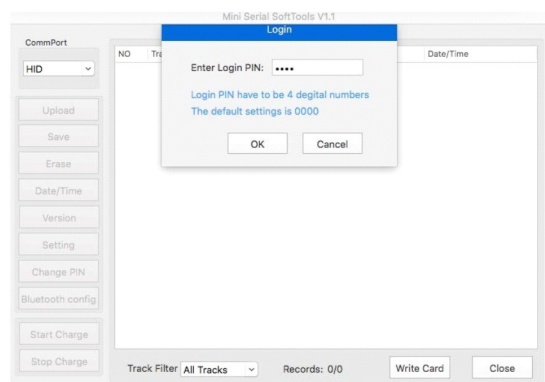 Mini Serial SoftTools V1.1
Login
CommPort
HID
NO
Date/Time
Enter Login PIN: ••••
Login PIN have to be 4 degital numbers
The default settings is 0000
OK
Cancel
Upload
Save
Erase
Date/Time
Version
Setting
Change PIN
Bluetooth config
Start Charge
Stop Charge
Track Filter
All Tracks
Records: 0/0
Write Card
Close